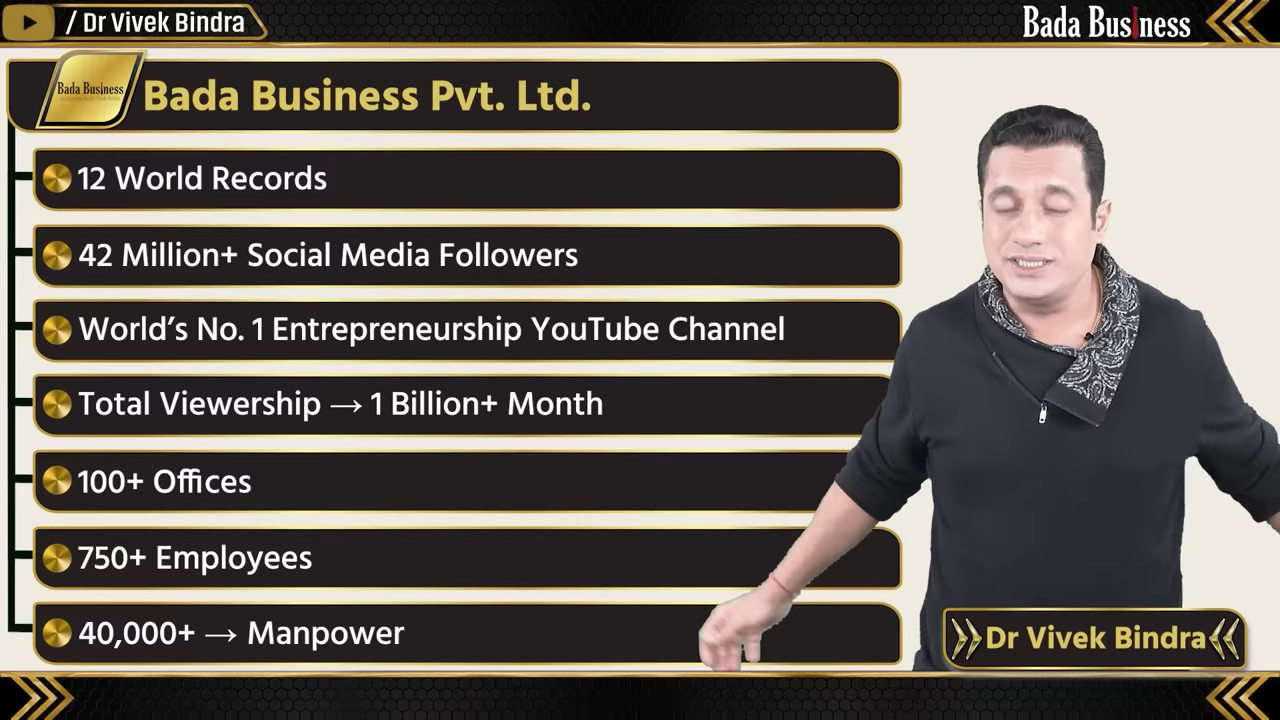 / Dr Vivek Bindra
Bada Business
Bada Business
Bada Business Pvt. Ltd.
12 World Records
42 Million+ Social Media Followers
World's No. 1 Entrepreneurship YouTube Channel
Total Viewership → 1 Billion+ Month
100+ Offices
750+ Employees
40,000+ → Manpower
Dr Vivek Bindra